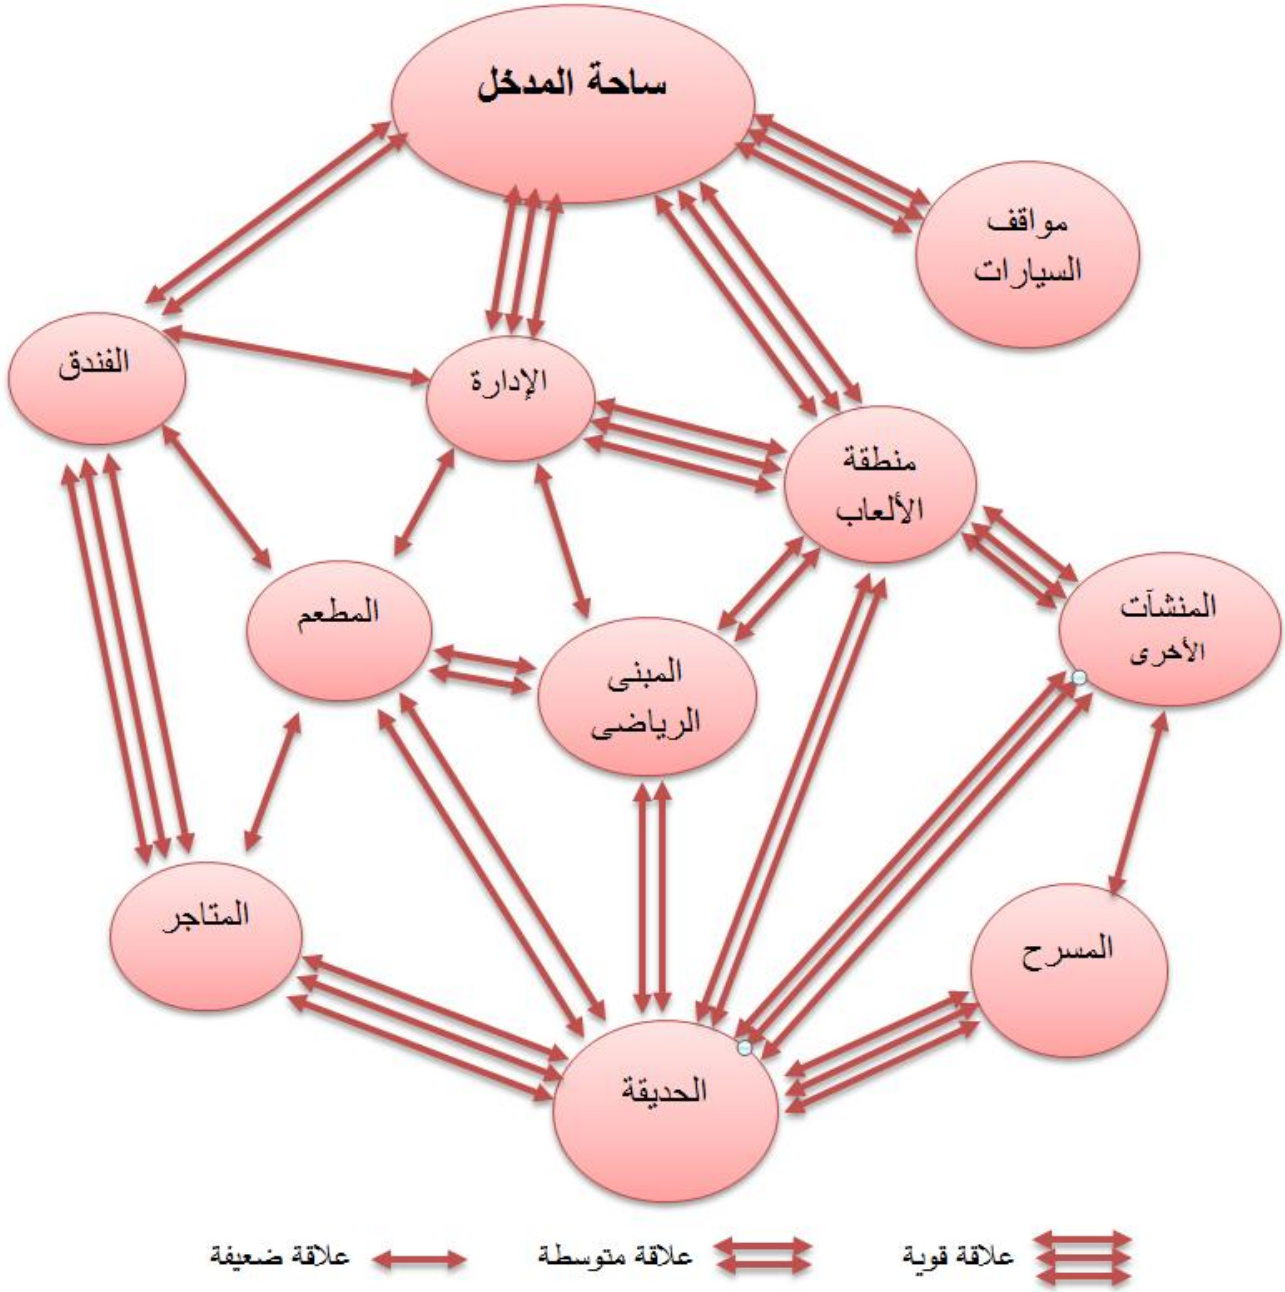 ساحة المدخل
مواقف
السيارات
الفندق
الإدارة
منطقة
الألعاب
المنشآت
الأخرى
المطعم
المبنى
الرياضى
المتاجر
المسرح
الحديقة
علاقة قوية
علاقة متوسطة
علاقة ضعيفة